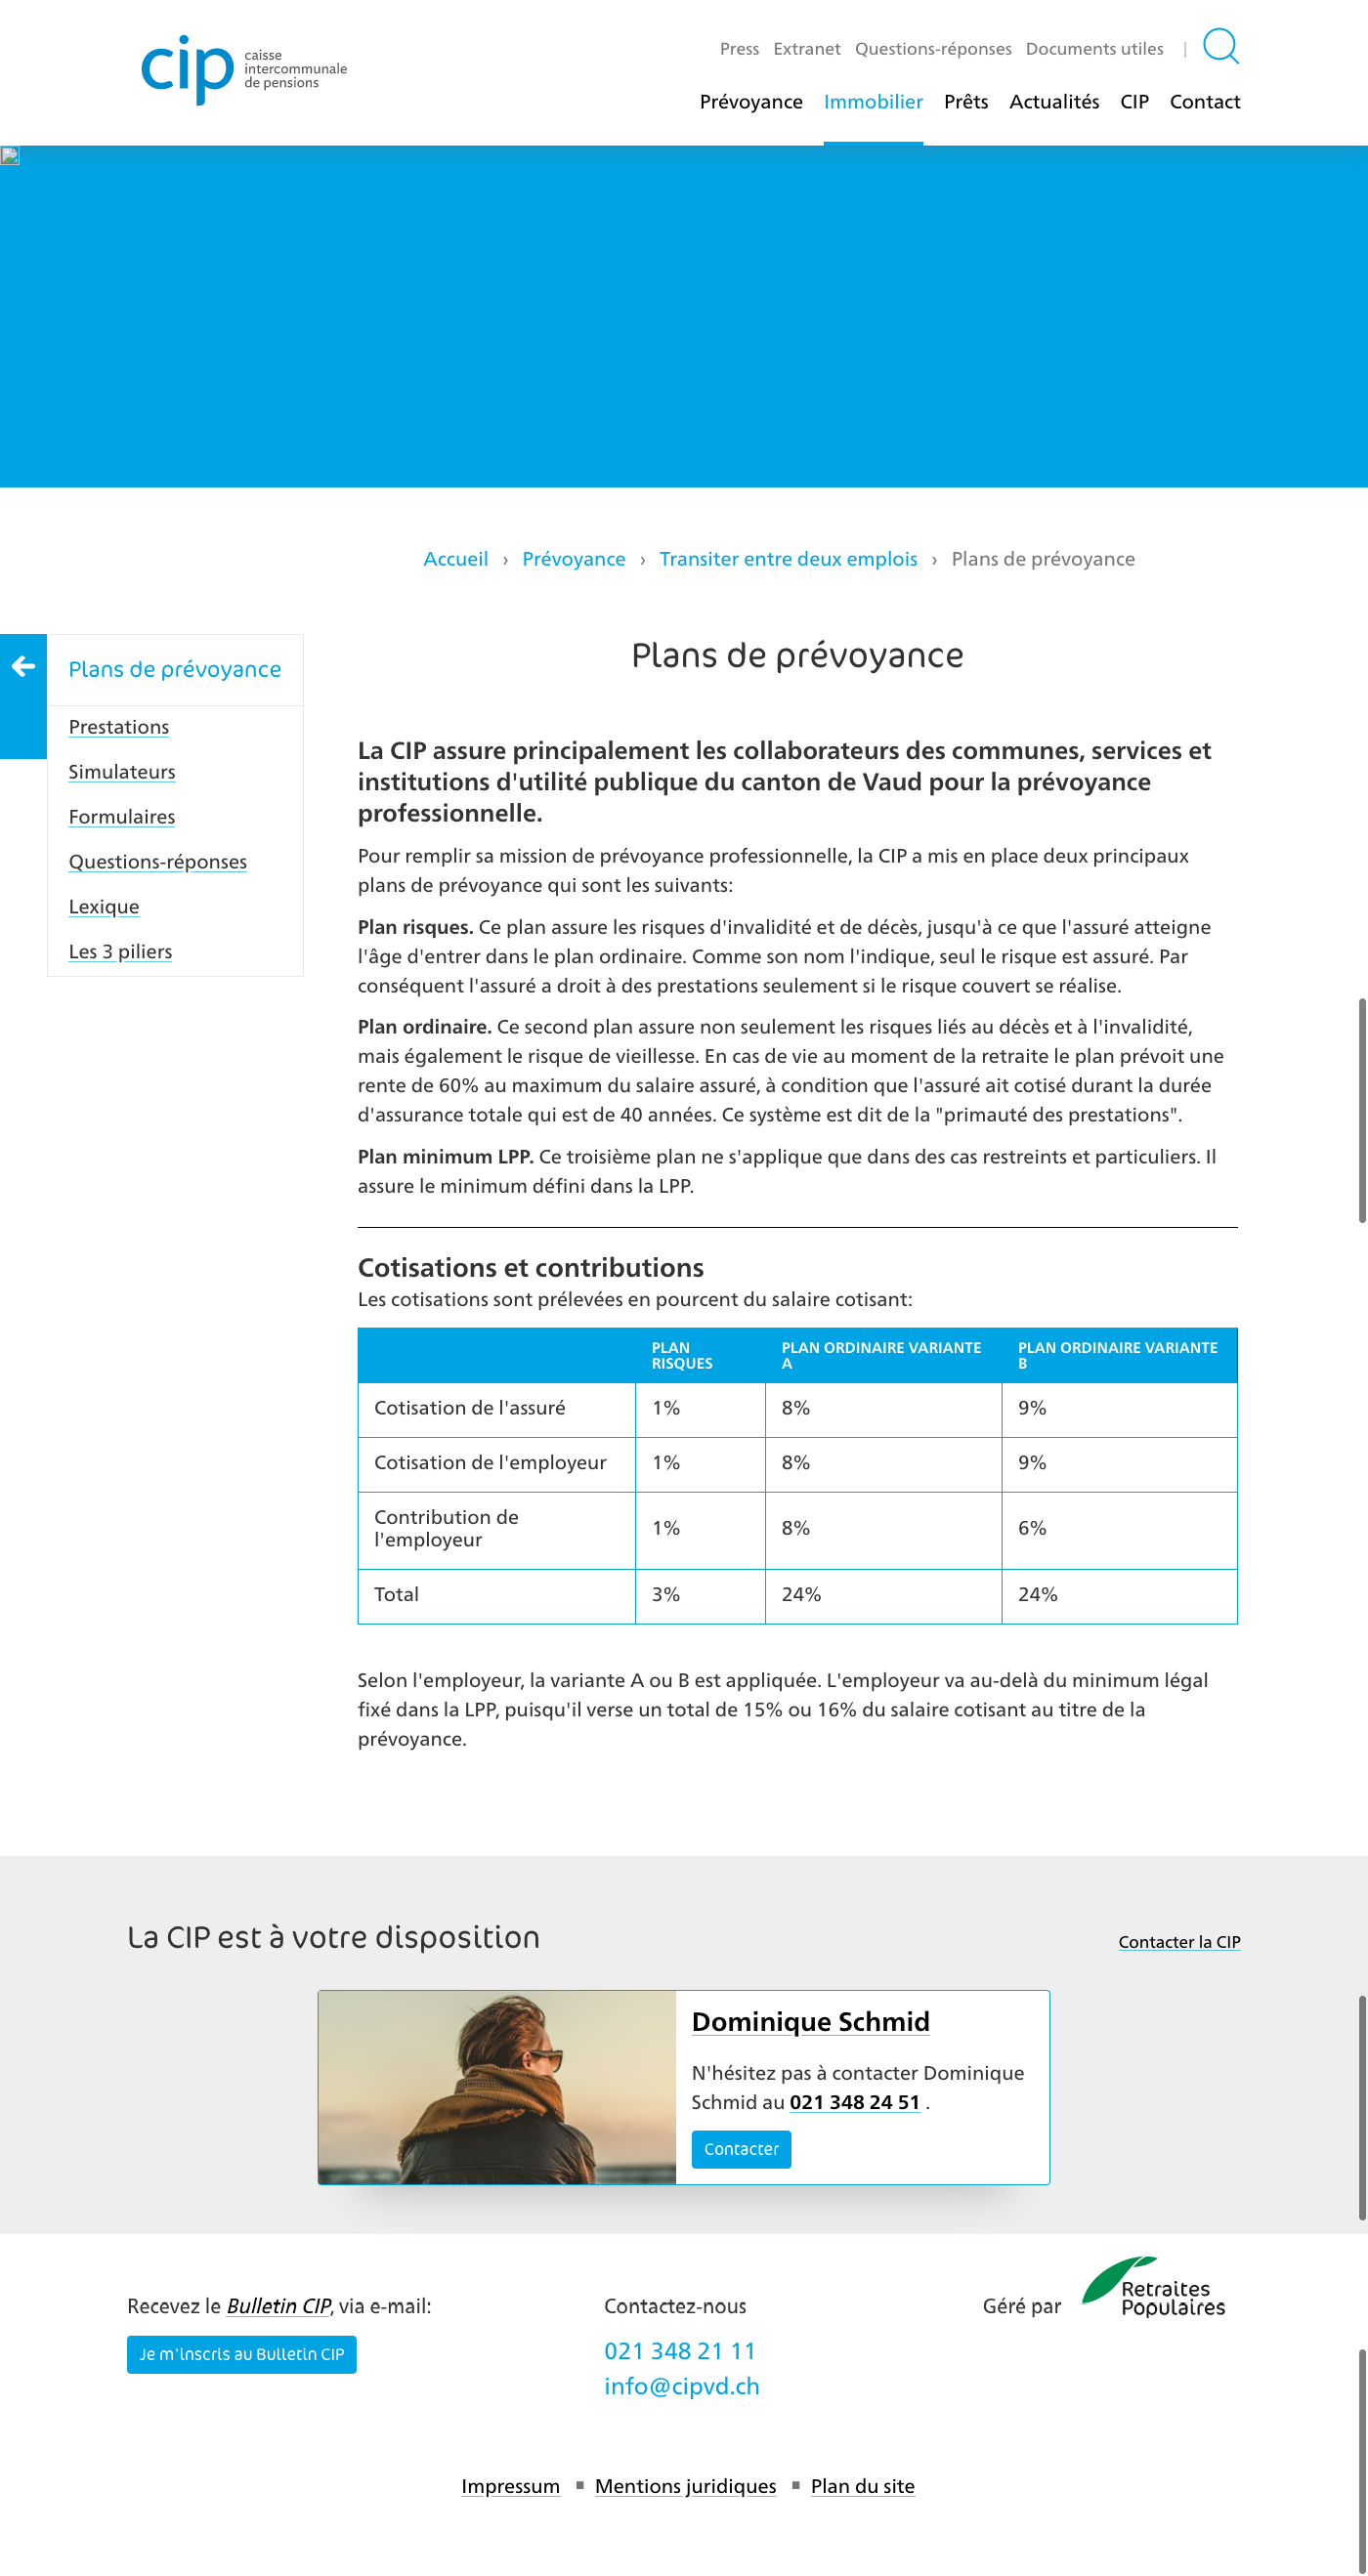 cip caisse
intercommunale
de pensions
Press Extranet Questions-réponses Documents utiles |
Prévoyance Immobilier Prêts Actualités CIP Contact
Accueil › Prévoyance › Transiter entre deux emplois › Plans de prévoyance
Plans de prévoyance
Prestations
Simulateurs
Formulaires
Questions-réponses
Lexique
Les 3 piliers
Plans de prévoyance
La CIP assure principalement les collaborateurs des communes, services et
institutions d'utilité publique du canton de Vaud pour la prévoyance
professionnelle.
Pour remplir sa mission de prévoyance professionnelle, la CIP a mis en place deux principaux
plans de prévoyance qui sont les suivants:
Plan risques. Ce plan assure les risques d'invalidité et de décès, jusqu'à ce que l'assuré atteigne
l'âge d'entrer dans le plan ordinaire. Comme son nom l'indique, seul le risque est assuré. Par
conséquent l'assuré a droit à des prestations seulement si le risque couvert se réalise.
Plan ordinaire. Ce second plan assure non seulement les risques liés au décès et à l'invalidité,
mais également le risque de vieillesse. En cas de vie au moment de la retraite le plan prévoit une
rente de 60% au maximum du salaire assuré, à condition que l'assuré ait cotisé durant la durée
d'assurance totale qui est de 40 années. Ce système est dit de la "primauté des prestations".
Plan minimum LPP. Ce troisième plan ne s'applique que dans des cas restreints et particuliers. Il
assure le minimum défini dans la LPP.
Cotisations et contributions
Les cotisations sont prélevées en pourcent du salaire cotisant:
PLAN RISQUES PLAN ORDINAIRE VARIANTE A PLAN ORDINAIRE VARIANTE B
Cotisation de l'assuré 1% 8% 9%
Cotisation de l'employeur 1% 8% 9%
Contribution de l'employeur 1% 8% 6%
Total 3% 24% 24%
Selon l'employeur, la variante A ou B est appliquée. L'employeur va au-delà du minimum légal
fixé dans la LPP, puisqu'il verse un total de 15% ou 16% du salaire cotisant au titre de la
prévoyance.
La CIP est à votre disposition
Contacter la CIP
Dominique Schmid
N'hésitez pas à contacter Dominique
Schmid au 021 348 24 51 .
Contacter
Recevez le Bulletin CIP, via e-mail:
Je m'inscris au Bulletin CIP
Contactez-nous
021 348 21 11
info@cipvd.ch
Géré par
Retraites
Populaires
Impressum ▪ Mentions juridiques ▪ Plan du site